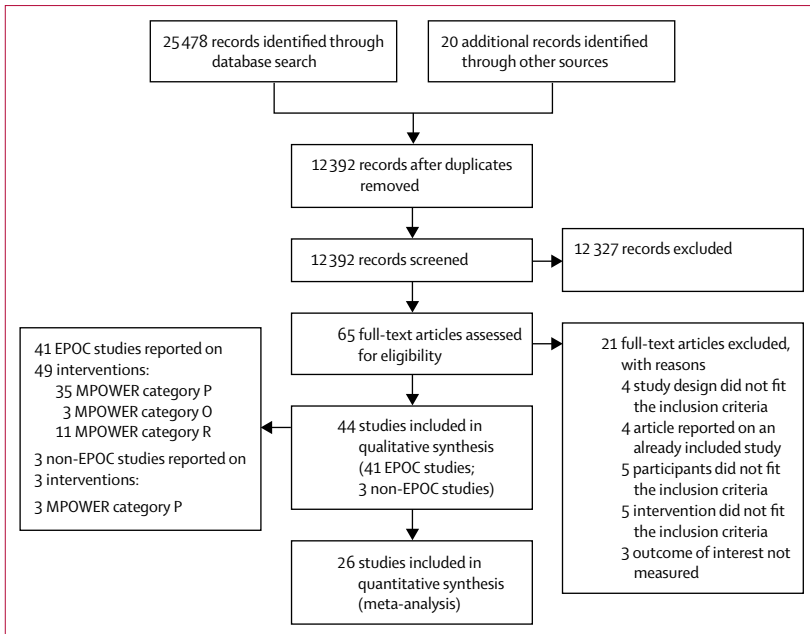 25 478 records identified through
database search
20 additional records identified
through other sources
12 392 records after duplicates
removed
12 392 records screened
12 327 records excluded
65 full-text articles assessed
for eligibility
21 full-text articles excluded,
with reasons
4 study design did not fit
the inclusion criteria
4 article reported on an
already included study
5 participants did not fit
the inclusion criteria
5 intervention did not fit
the inclusion criteria
3 outcome of interest not
measured
41 EPOC studies reported on
49 interventions:
35 MPOWER category P
3 MPOWER category O
11 MPOWER category R
3 non-EPOC studies reported on
3 interventions:
3 MPOWER category P
44 studies included in
qualitative synthesis
(41 EPOC studies;
3 non-EPOC studies)
26 studies included in
quantitative synthesis
(meta-analysis)